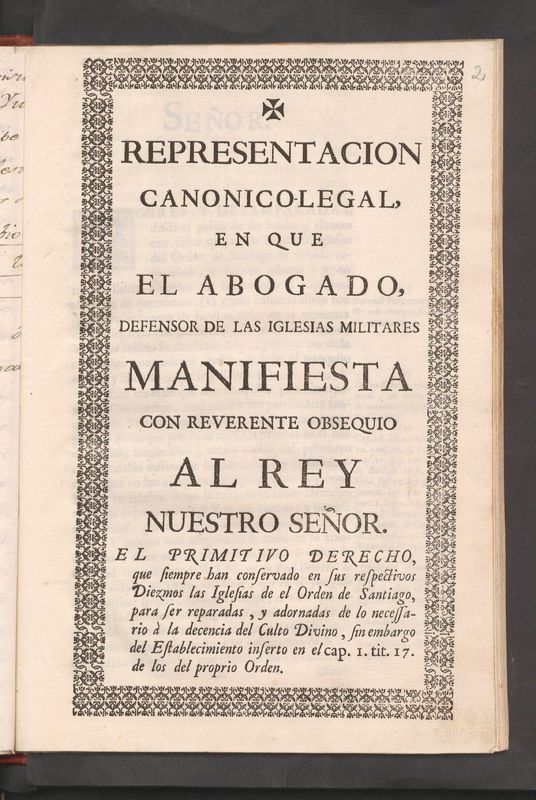 2
✠
REPRESENTACION
CANONICO-LEGAL,
EN QUE
EL ABOGADO,
DEFENSOR DE LAS IGLESIAS MILITARES
MANIFIESTA
CON REVERENTE OBSEQUIO
AL REY
NUESTRO SEÑOR.
EL PRIMITIVO DERECHO,
que ſiempre han conſervado en ſus reſpectivos
Diezmos las Igleſias de el Orden de Santiago,
para ſer reparadas, y adornadas de lo neceſſa-
rio à la decencia del Culto Divino, ſin embargo
del Eſtablecimiento inſerto en el cap. 1. tit. 17.
de los del proprio Orden.